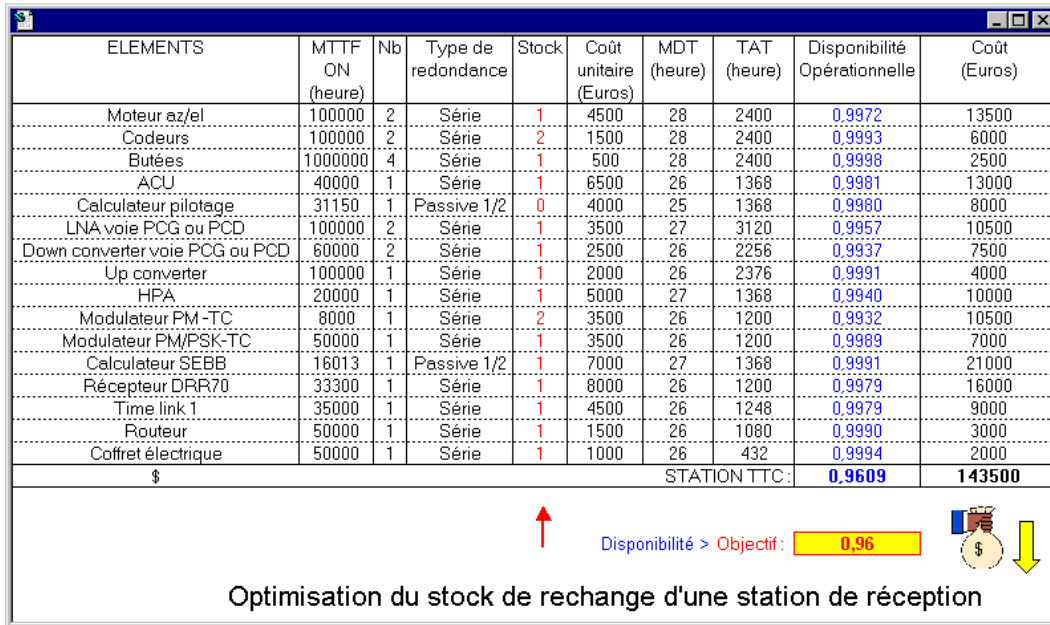 ELEMENTS MTTF ON (heure) Nb Type de redondance Stock Coût unitaire (Euros) MDT (heure) TAT (heure) Disponibilité Opérationnelle Coût (Euros)
Moteur az/el 100000 2 Série 1 4500 28 2400 0,9972 13500
Codeurs 100000 2 Série 2 1500 28 2400 0,9993 6000
Butées 1000000 4 Série 1 500 28 2400 0,9998 2500
ACU 40000 1 Série 1 6500 26 1368 0,9981 13000
Calculateur pilotage 31150 1 Passive 1/2 0 4000 25 1368 0,9980 8000
LNA voie PCG ou PCD 100000 2 Série 1 3500 27 3120 0,9957 10500
Down converter voie PCG ou PCD 60000 2 Série 1 2500 26 2256 0,9937 7500
Up converter 100000 1 Série 1 2000 26 2376 0,9991 4000
HPA 20000 1 Série 1 5000 27 1368 0,9940 10000
Modulateur PM -TC 8000 1 Série 2 3500 26 1200 0,9932 10500
Modulateur PM/PSK-TC 50000 1 Série 1 3500 26 1200 0,9989 7000
Calculateur SEBB 16013 1 Passive 1/2 1 7000 27 1368 0,9991 21000
Récepteur DRR70 33300 1 Série 1 8000 26 1200 0,9979 16000
Time link 1 35000 1 Série 1 4500 26 1248 0,9979 9000
Routeur 50000 1 Série 1 1500 26 1080 0,9990 3000
Coffret électrique 50000 1 Série 1 1000 26 432 0,9994 2000
$ STATION TTC : 0,9609 143500
Disponibilité > Objectif : 0,96 $
Optimisation du stock de rechange d'une station de réception